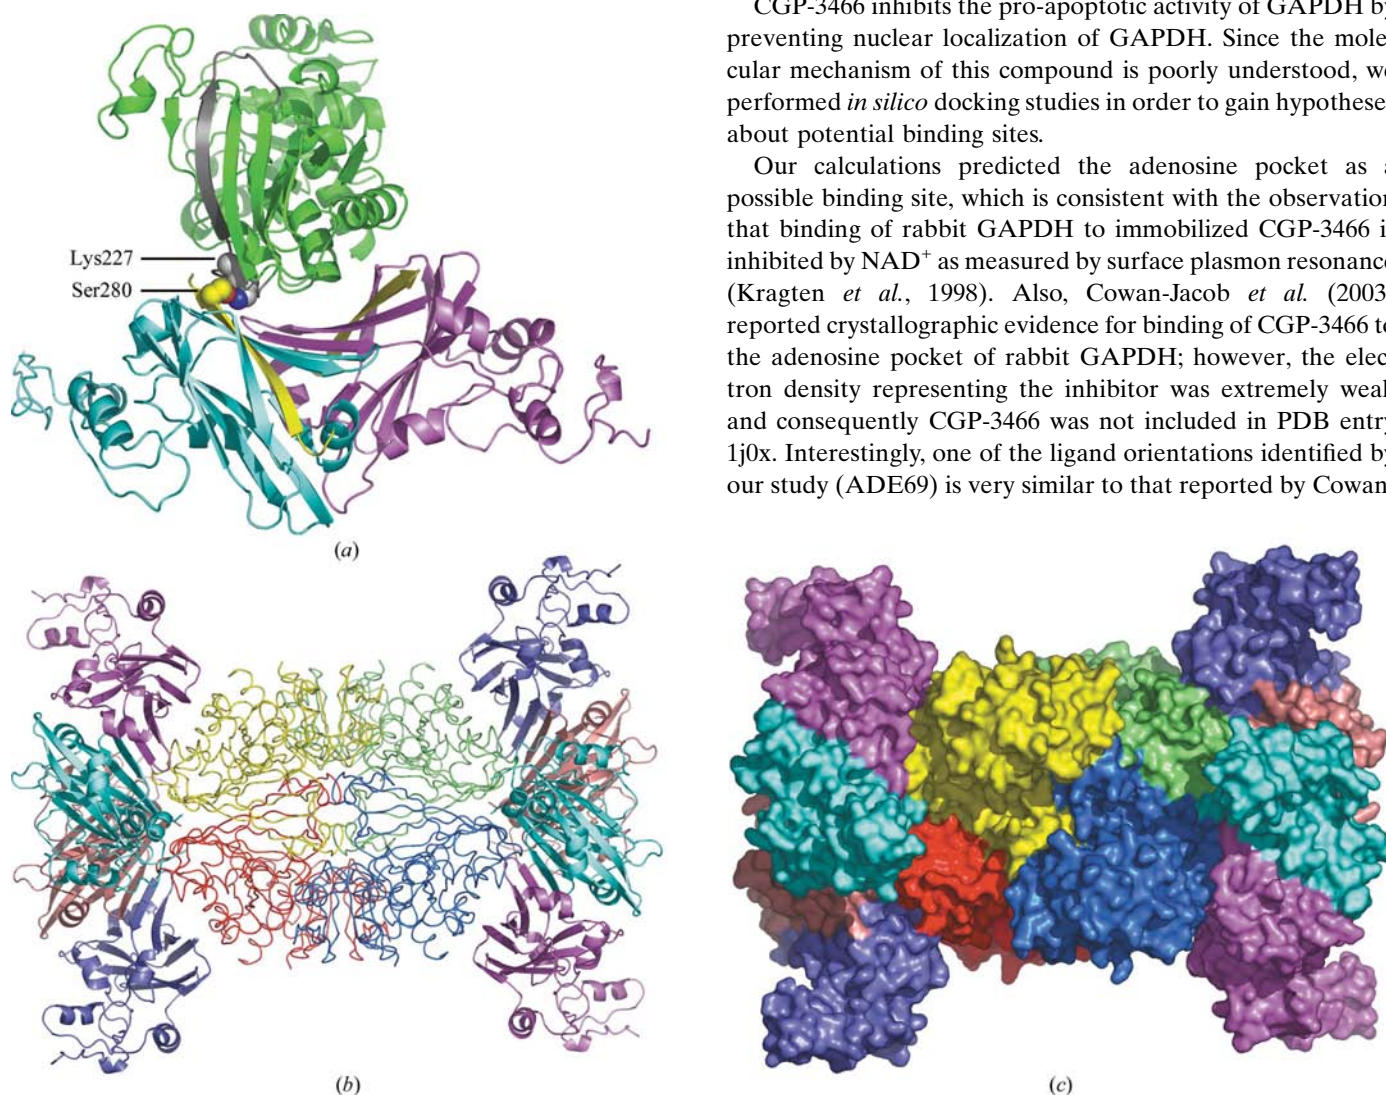 CGP-3466 inhibits the pro-apoptotic activity of GAPDH by
preventing nuclear localization of GAPDH. Since the mole
cular mechanism of this compound is poorly understood, we
performed in silico docking studies in order to gain hypothese
about potential binding sites.
Our calculations predicted the adenosine pocket as a
possible binding site, which is consistent with the observation
that binding of rabbit GAPDH to immobilized CGP-3466 i
inhibited by NAD⁺ as measured by surface plasmon resonance
(Kragten et al., 1998). Also, Cowan-Jacob et al. (2003
reported crystallographic evidence for binding of CGP-3466 to
the adenosine pocket of rabbit GAPDH; however, the elec
tron density representing the inhibitor was extremely weak
and consequently CGP-3466 was not included in PDB entry
1j0x. Interestingly, one of the ligand orientations identified by
our study (ADE69) is very similar to that reported by Cowan
Lys227
Ser280
(a)
(b)
(c)